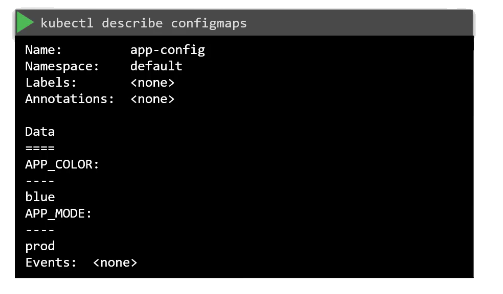 kubectl describe configmaps
Name: app-config
Namespace: default
Labels: <none>
Annotations: <none>
Data
====
APP_COLOR:
----
blue
APP_MODE:
----
prod
Events: <none>